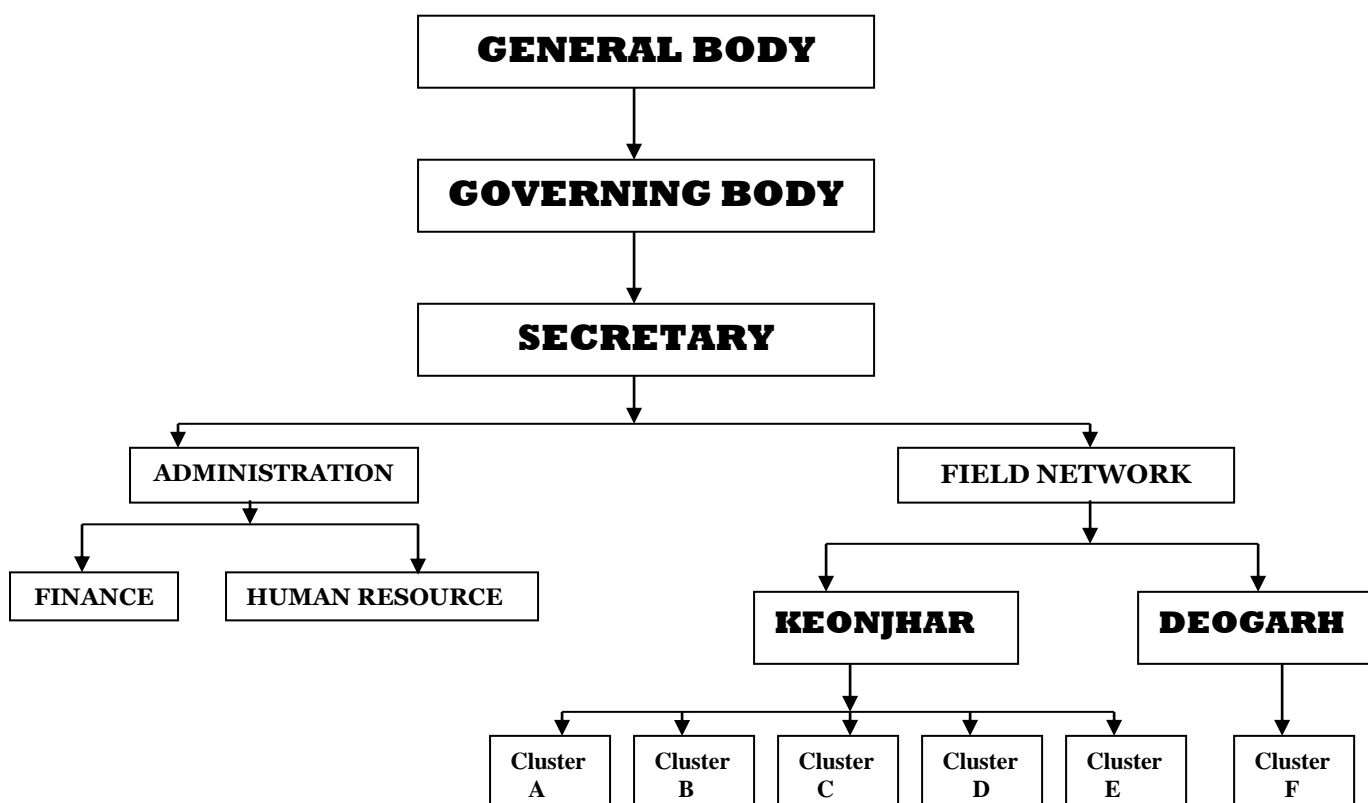 GENERAL BODY
GOVERNING BODY
SECRETARY
ADMINISTRATION
FIELD NETWORK
FINANCE
HUMAN RESOURCE
KEONJHAR
DEOGARH
Cluster
A
Cluster
B
Cluster
C
Cluster
D
Cluster
E
Cluster
F